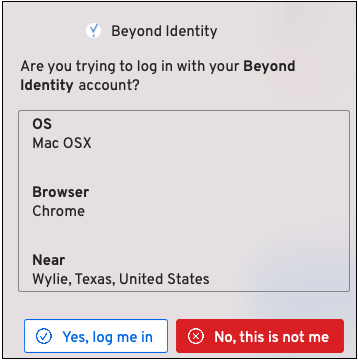 Beyond Identity
Are you trying to log in with your Beyond
Identity account?
OS
Mac OSX
Browser
Chrome
Near
Wylie, Texas, United States
Yes, log me in
No, this is not me